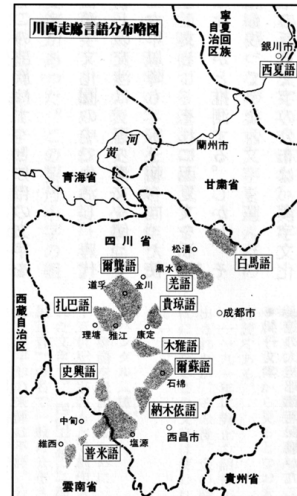 川西走廊言語分布略図
寧夏回族
自治区
銀川市
西夏語
蘭州市
黄
河
青海省
甘粛省
四川省
松潘
白馬語
黒水
羌語
爾龔語
道孚
金川
扎巴語
貴瓊語
成都市
理塘
雅江
康定
西蔵自治区
木雅語
爾蘇語
石棉
史興語
納木依語
中甸
塩源
西昌市
維西
普米語
雲南省
貴州省